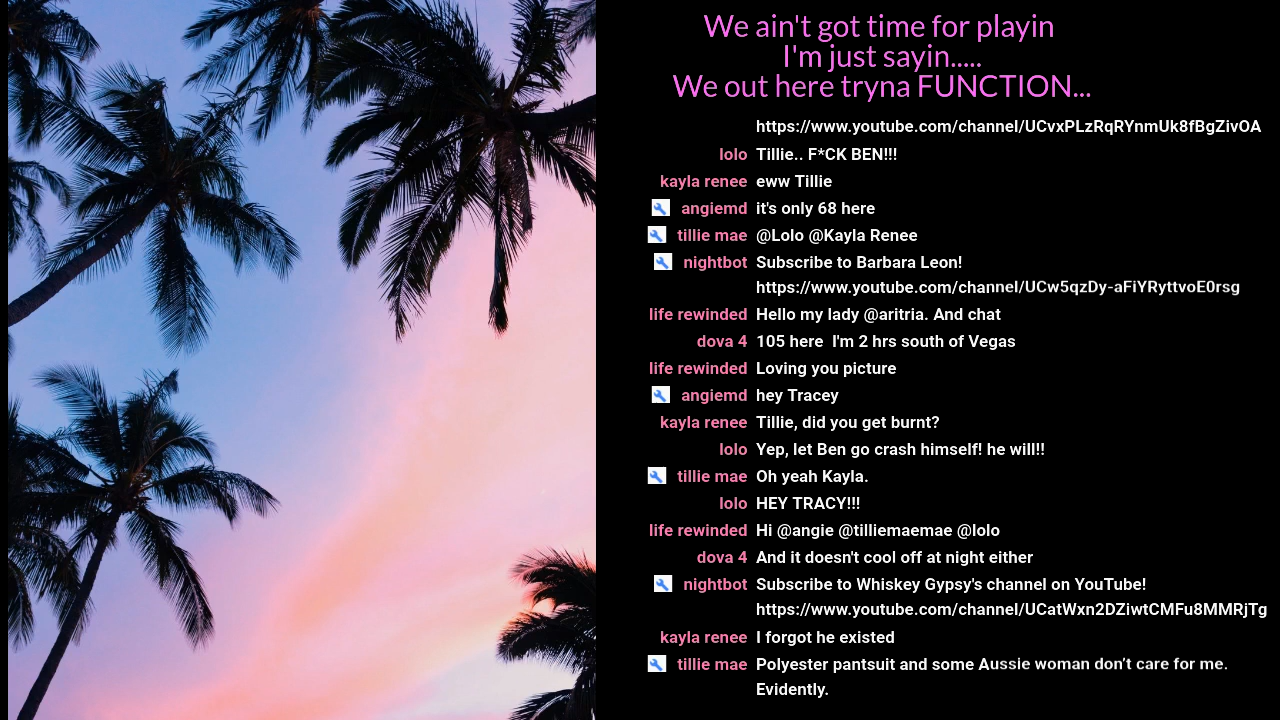 We ain't got time for playin
I'm just sayin.....
We out here tryna FUNCTION...
https://www.youtube.com/channel/UCvxPLzRqRYnmUk8fBgZivOA
lolo Tillie.. F*CK BEN!!!
kayla renee eww Tillie
angiemd it's only 68 here
tillie mae @Lolo @Kayla Renee
nightbot Subscribe to Barbara Leon!
https://www.youtube.com/channel/UCw5qzDy-aFiYRyttvoE0rsg
life rewinded Hello my lady @aritria. And chat
dova 4 105 here  I'm 2 hrs south of Vegas
life rewinded Loving you picture
angiemd hey Tracey
kayla renee Tillie, did you get burnt?
lolo Yep, let Ben go crash himself! he will!!
tillie mae Oh yeah Kayla.
lolo HEY TRACY!!!
life rewinded Hi @angie @tilliemaemae @lolo
dova 4 And it doesn't cool off at night either
nightbot Subscribe to Whiskey Gypsy's channel on YouTube!
https://www.youtube.com/channel/UCatWxn2DZiwtCMFu8MMRjTg
kayla renee I forgot he existed
tillie mae Polyester pantsuit and some Aussie woman don’t care for me.
Evidently.